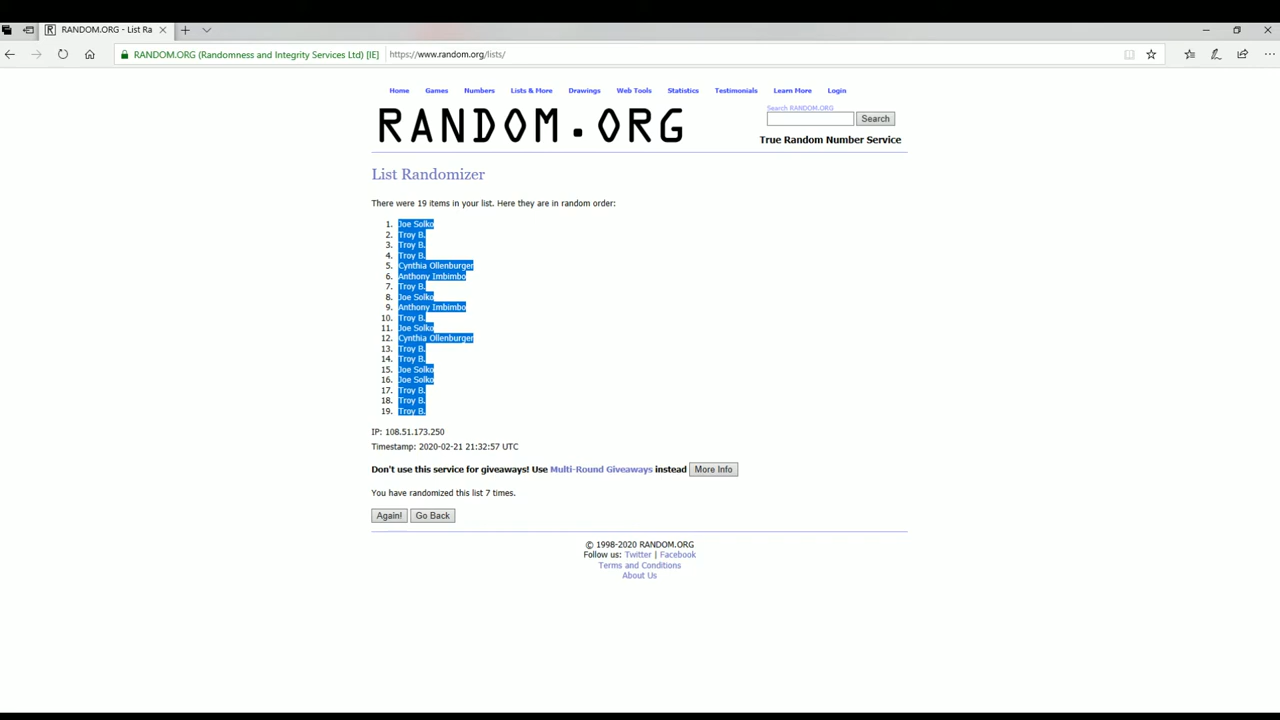 RANDOM.ORG - List Ra
RANDOM.ORG (Randomness and Integrity Services Ltd) [IE] https://www.random.org/lists/
Home Games Numbers Lists & More Drawings Web Tools Statistics Testimonials Learn More Login
RANDOM.ORG
Search RANDOM.ORG
Search
True Random Number Service
List Randomizer
There were 19 items in your list. Here they are in random order:
1. Joe Solko
2. Troy B.
3. Troy B.
4. Troy B.
5. Cynthia Ollenburger
6. Anthony Imbimbo
7. Troy B.
8. Joe Solko
9. Anthony Imbimbo
10. Troy B.
11. Joe Solko
12. Cynthia Ollenburger
13. Troy B.
14. Troy B.
15. Joe Solko
16. Joe Solko
17. Troy B.
18. Troy B.
19. Troy B.
IP: 108.51.173.250
Timestamp: 2020-02-21 21:32:57 UTC
Don't use this service for giveaways! Use Multi-Round Giveaways instead More Info
You have randomized this list 7 times.
Again! Go Back
© 1998-2020 RANDOM.ORG
Follow us: Twitter | Facebook
Terms and Conditions
About Us